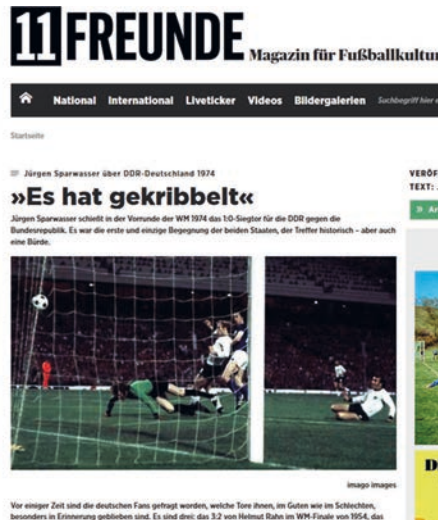 11FREUNDE Magazin für Fußballkultur
National International Liveticker Videos Bildergalerien Suchbegriff hier
Startseite
Jürgen Sparwasser über DDR-Deutschland 1974
»Es hat gekribbelt«
Jürgen Sparwasser schießt in der Vorrunde der WM 1974 das 1:0-Siegtor für die DDR gegen die
Bundesrepublik. Es war die erste und einzige Begegnung der beiden Staaten, der Treffer historisch – aber auch
eine Bürde.
VERÖF
TEXT:
imago images
D
Vor einiger Zeit sind die deutschen Fans gefragt worden, welche Tore ihnen, im Guten wie im Schlechten,
besonders in Erinnerung geblieben sind. Es sind drei: das 3:2 von Helmut Rahn im WM-Finale von 1954, das